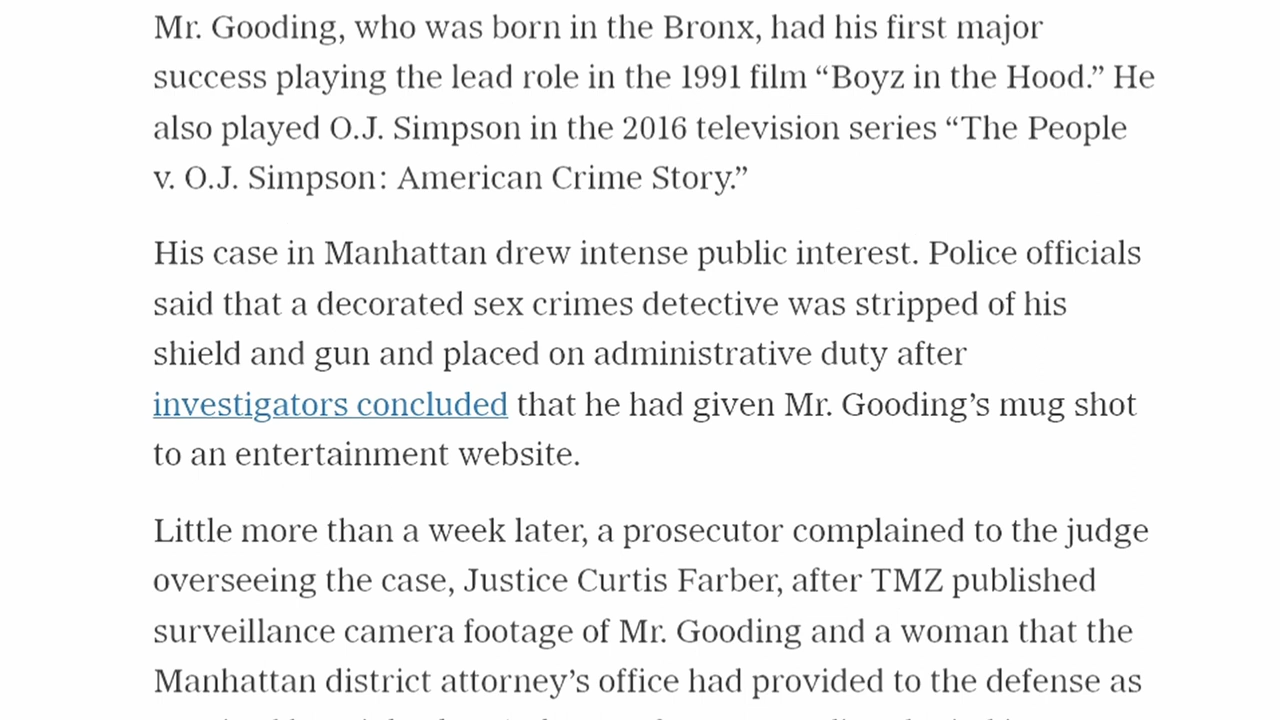 Mr. Gooding, who was born in the Bronx, had his first major
success playing the lead role in the 1991 film “Boyz in the Hood.” He
also played O.J. Simpson in the 2016 television series “The People
v. O.J. Simpson: American Crime Story.”
His case in Manhattan drew intense public interest. Police officials
said that a decorated sex crimes detective was stripped of his
shield and gun and placed on administrative duty after
investigators concluded that he had given Mr. Gooding’s mug shot
to an entertainment website.
Little more than a week later, a prosecutor complained to the judge
overseeing the case, Justice Curtis Farber, after TMZ published
surveillance camera footage of Mr. Gooding and a woman that the
Manhattan district attorney’s office had provided to the defense as